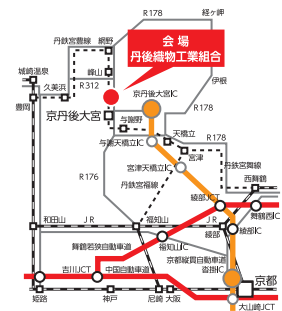 R178
経ヶ岬
丹鉄宮豊線
網野
会 場
丹後織物工業組合
城崎温泉
峰山
伊根
久美浜
R312
京丹後大宮IC
豊岡
京丹後大宮
R178
与謝野
天橋立
与謝天橋立IC
R178
宮津
宮津天橋立IC
丹鉄宮舞線
R176
西舞鶴
丹鉄宮福線
綾部JCT
舞鶴西IC
和田山
JR
福知山
JR
綾部
綾部IC
舞鶴若狭自動車道
福知山IC
京都縦貫自動車道
吉川JCT
中国自動車道
沓掛IC
京都
姫路
神戸
尼崎
大阪
大山崎JCT